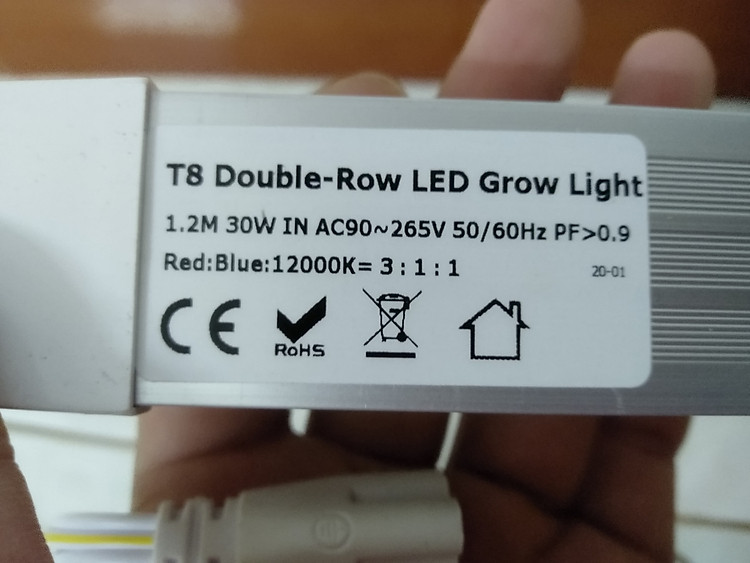 T8 Double-Row LED Grow Light
1.2M 30W IN AC90~265V 50/60Hz PF>0.9
Red:Blue:12000K= 3 : 1 : 1
20-01
CE
RoHS